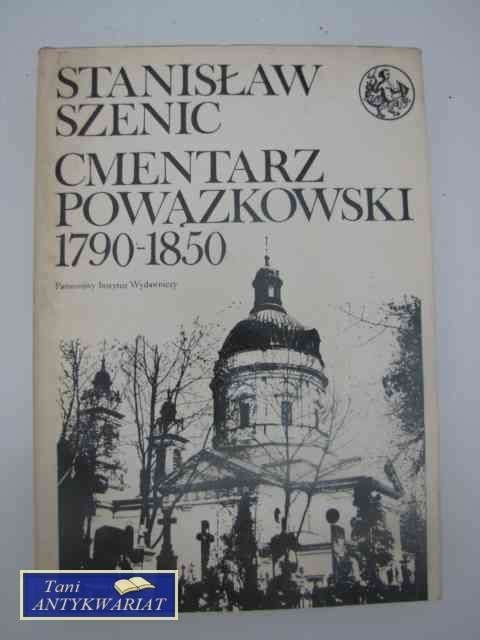 STANISŁAW
SZENIC
CMENTARZ
POWĄZKOWSKI
1790-1850
Państwowy Instytut Wydawniczy
Tani
ANTYKWARIAT